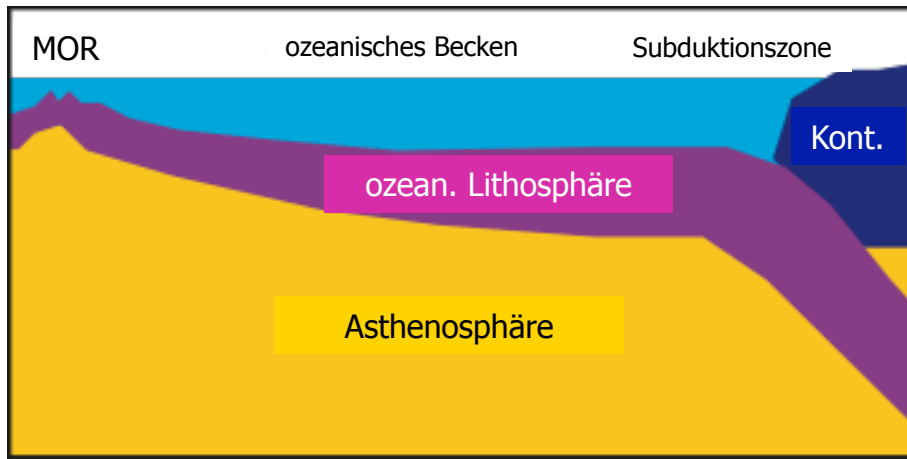 MOR
ozeanisches Becken
Subduktionszone
Kont.
ozean. Lithosphäre
Asthenosphäre